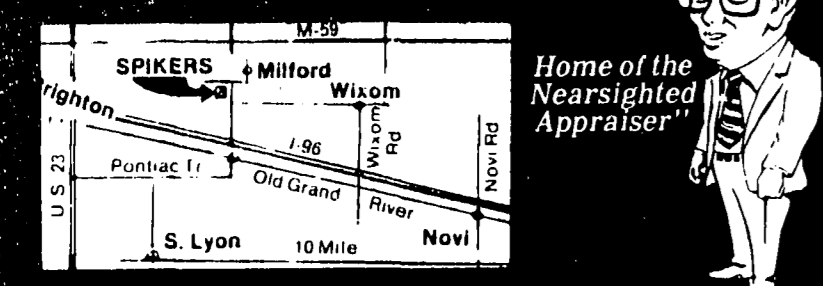 M-59
SPIKERS
Milford
Wixom
righton
I-96
Wixom
Rd
Novi Rd
U S 23
Pontiac Tr
Old Grand
River
S. Lyon
10 Mile
Novi
Home of the
Nearsighted
Appraiser"